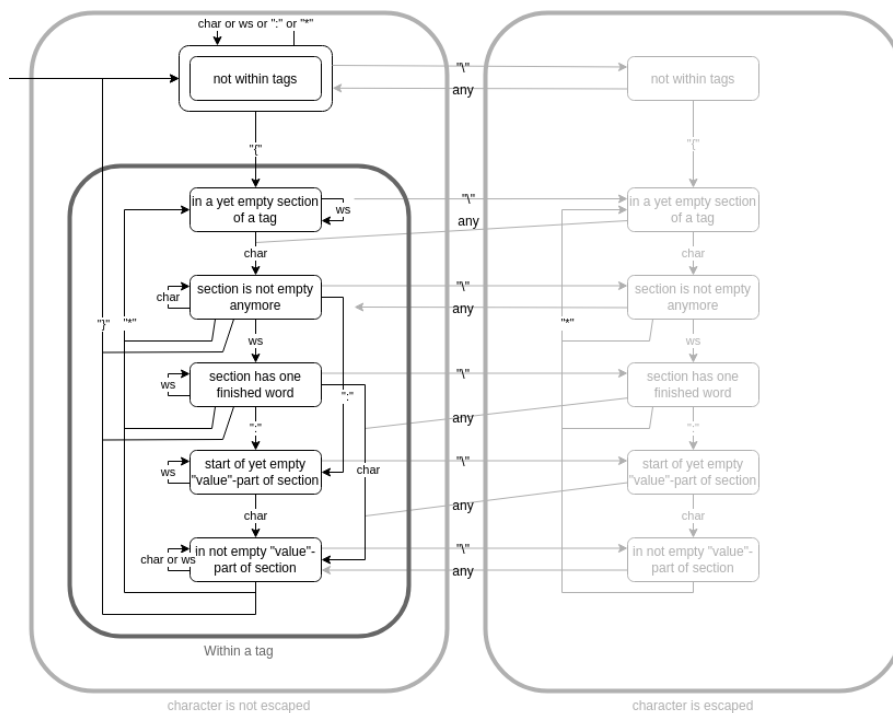 char or ws or ":" or "*"
not within tags
"\"
any
not within tags
"{"
"{"
in a yet empty section
of a tag
ws
"\"
any
in a yet empty section
of a tag
char
char
section is not empty
anymore
char
"\"
any
section is not empty
anymore
"}"
"*"
"*"
ws
ws
section has one
finished word
ws
"\"
section has one
finished word
":"
any
":"
":"
start of yet empty
"value"-part of section
ws
char
"\"
start of yet empty
"value"-part of section
any
char
char
in not empty "value"-
part of section
char or ws
"\"
any
in not empty "value"-
part of section
Within a tag
character is not escaped
character is escaped